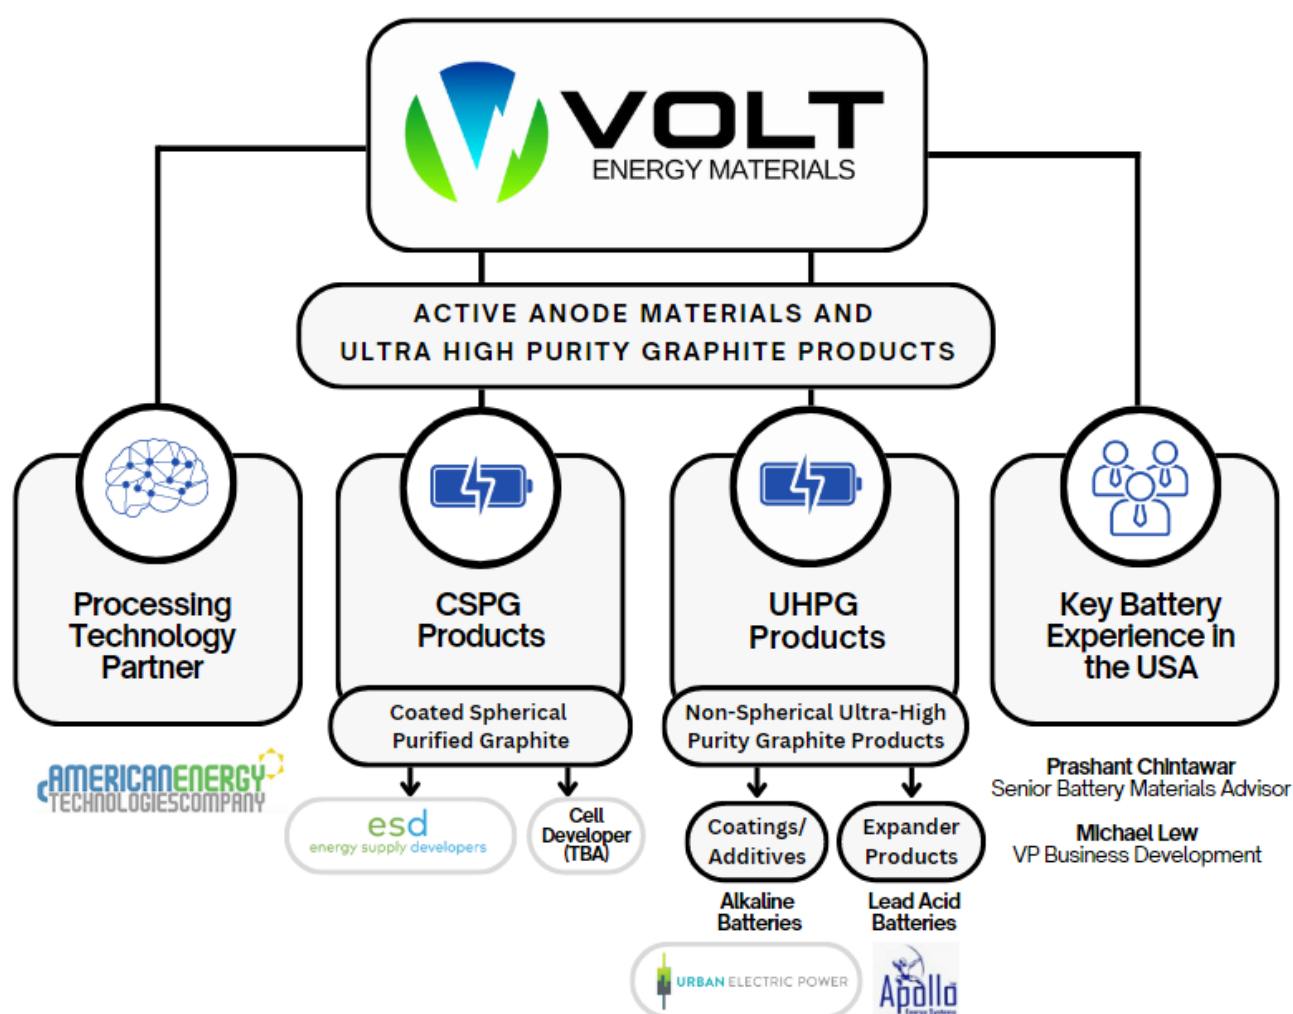 VOLT
ENERGY MATERIALS
ACTIVE ANODE MATERIALS AND
ULTRA HIGH PURITY GRAPHITE PRODUCTS
Processing
Technology
Partner
AMERICANENERGY
TECHNOLOGIESCOMPANY
CSPG
Products
Coated Spherical
Purified Graphite
esd
energy supply developers
Cell
Developer
(TBA)
UHPG
Products
Non-Spherical Ultra-High
Purity Graphite Products
Coatings/
Additives
Alkaline
Batteries
URBAN ELECTRIC POWER
Expander
Products
Lead Acid
Batteries
Apollo
Energy Systems
Key Battery
Experience in
the USA
Prashant Chintawar
Senior Battery Materials Advisor
Michael Lew
VP Business Development